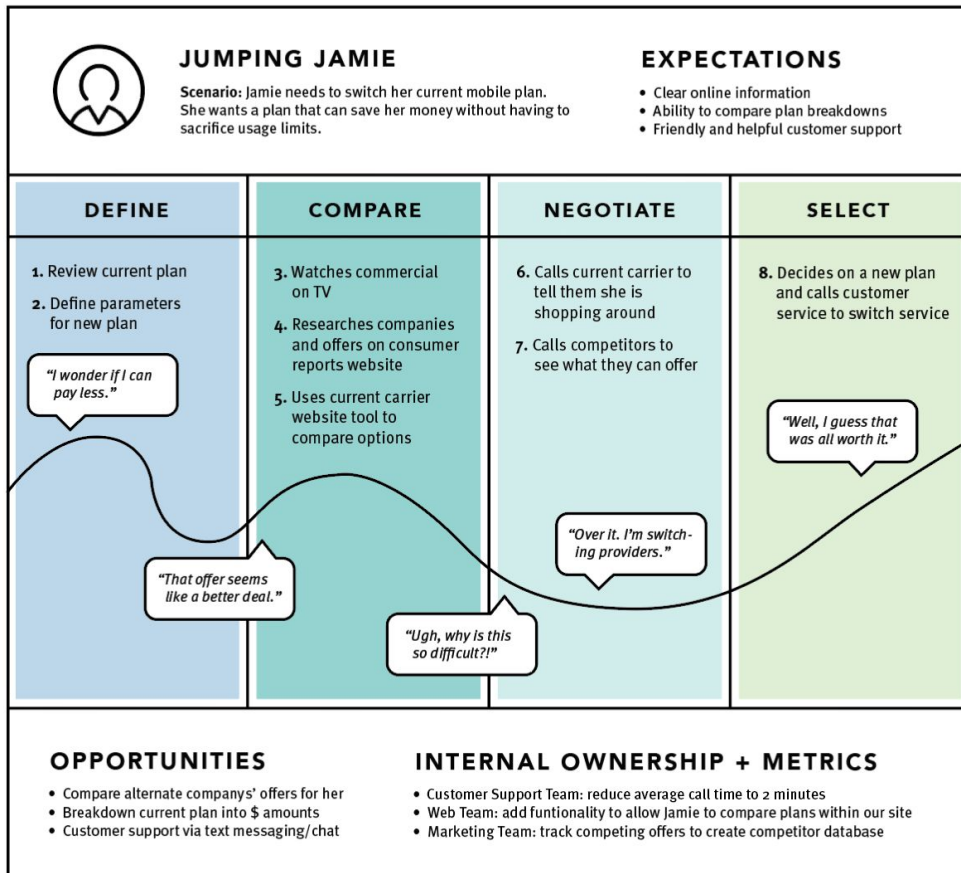 JUMPING JAMIE
Scenario: Jamie needs to switch her current mobile plan.
She wants a plan that can save her money without having to
sacrifice usage limits.
EXPECTATIONS
• Clear online information
• Ability to compare plan breakdowns
• Friendly and helpful customer support
DEFINE
1. Review current plan
2. Define parameters
for new plan
“I wonder if I can
pay less.”
COMPARE
3. Watches commercial
on TV
4. Researches companies
and offers on consumer
reports website
5. Uses current carrier
website tool to
compare options
“That offer seems
like a better deal.”
NEGOTIATE
6. Calls current carrier to
tell them she is
shopping around
7. Calls competitors to
see what they can offer
“Ugh, why is this
so difficult?!”
“Over it. I’m switch-
ing providers.”
SELECT
8. Decides on a new plan
and calls customer
service to switch service
“Well, I guess that
was all worth it.”
OPPORTUNITIES
• Compare alternate companys’ offers for her
• Breakdown current plan into $ amounts
• Customer support via text messaging/chat
INTERNAL OWNERSHIP + METRICS
• Customer Support Team: reduce average call time to 2 minutes
• Web Team: add funtionality to allow Jamie to compare plans within our site
• Marketing Team: track competing offers to create competitor database